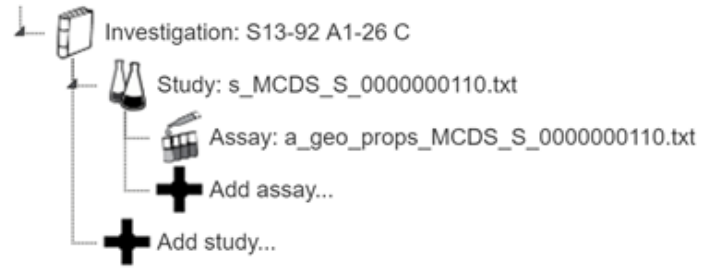 Investigation: S13-92 A1-26 C
Study: s_MCDS_S_0000000110.txt
Assay: a_geo_props_MCDS_S_0000000110.txt
Add assay...
Add study...